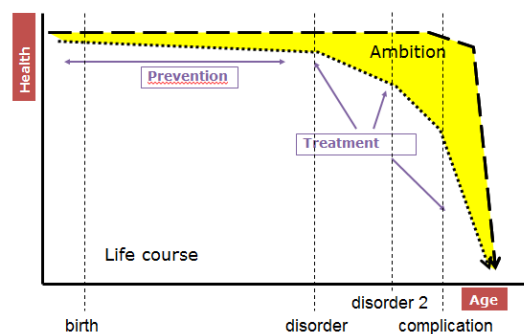 Health
Ambition
Prevention
Treatment
Life course
disorder 2
Age
birth
disorder
complication